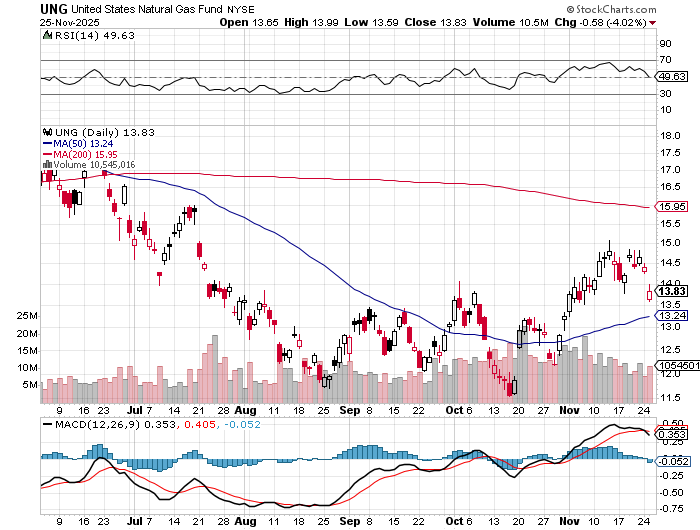 UNG United States Natural Gas Fund NYSE © StockCharts.com
25-Nov-2025 Open 13.65 High 13.99 Low 13.59 Close 13.83 Volume 10.5M Chg -0.58 (-4.02%)
RSI(14) 49.63
90
70
49.63
30
10
UNG (Daily) 13.83
MA(50) 13.24
MA(200) 15.95
Volume 10,545,016
18.0
17.5
17.0
16.5
15.95
15.5
15.0
14.5
14.0
13.83
13.5
13.24
13.0
12.5
12.0
11.5
25M
20M
15M
10M
5M
1054501
9 16 23 Jul 7 14 21 Aug 11 18 25 Sep 8 15 22 Oct 6 13 20 27 Nov 10 17 24
MACD(12,26,9) 0.353, 0.405, -0.052
0.50
0.353
-0.052
-0.25
-0.50
-0.75
9 16 23 Jul 7 14 21 Aug 11 18 25 Sep 8 15 22 Oct 6 13 20 27 Nov 10 17 24